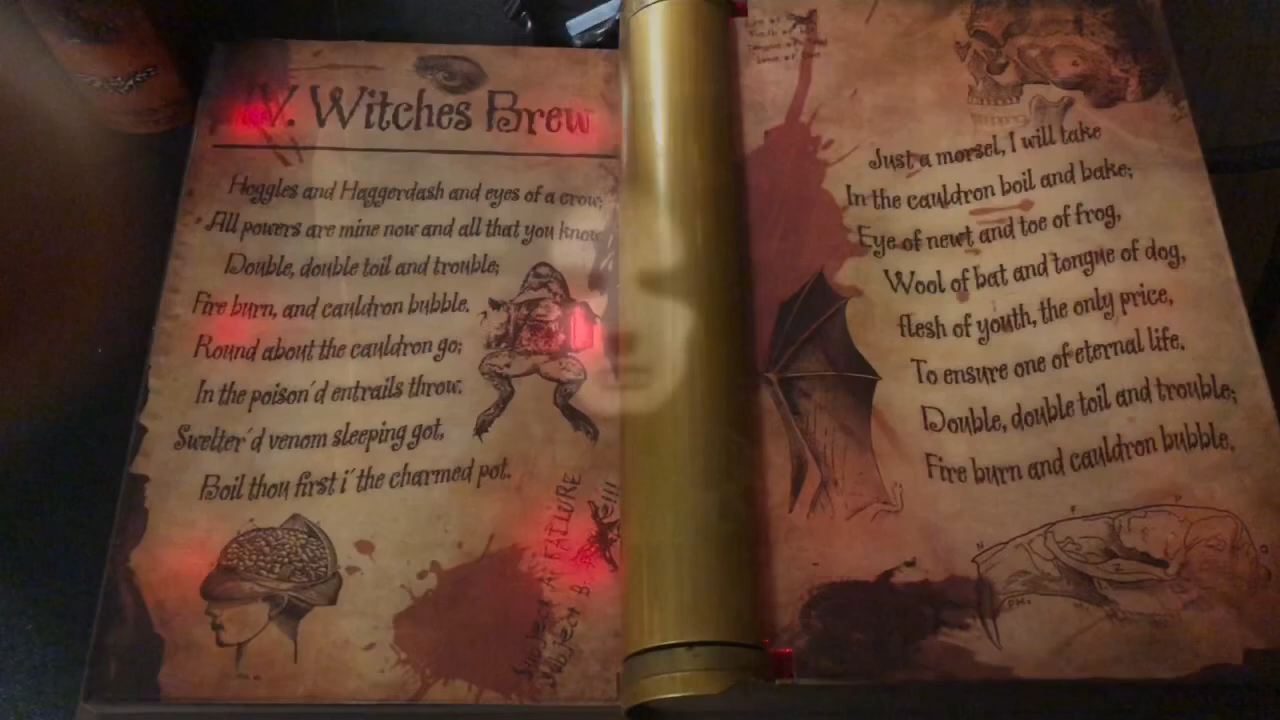 V. Witches Brew
Hoggles and Haggerdash and eyes of a crow;
All powers are mine now and all that you know
Double, double toil and trouble;
Fire burn, and cauldron bubble.
Round about the cauldron go;
In the poison'd entrails throw.
Swelter'd venom sleeping got,
Boil thou first i' the charmed pot.
Subject A: FAILURE
Subject B:
Just a morsel, I will take
In the cauldron boil and bake;
Eye of newt and toe of frog,
Wool of bat and tongue of dog,
flesh of youth, the only price,
To ensure one of eternal life.
Double, double toil and trouble;
Fire burn and cauldron bubble.